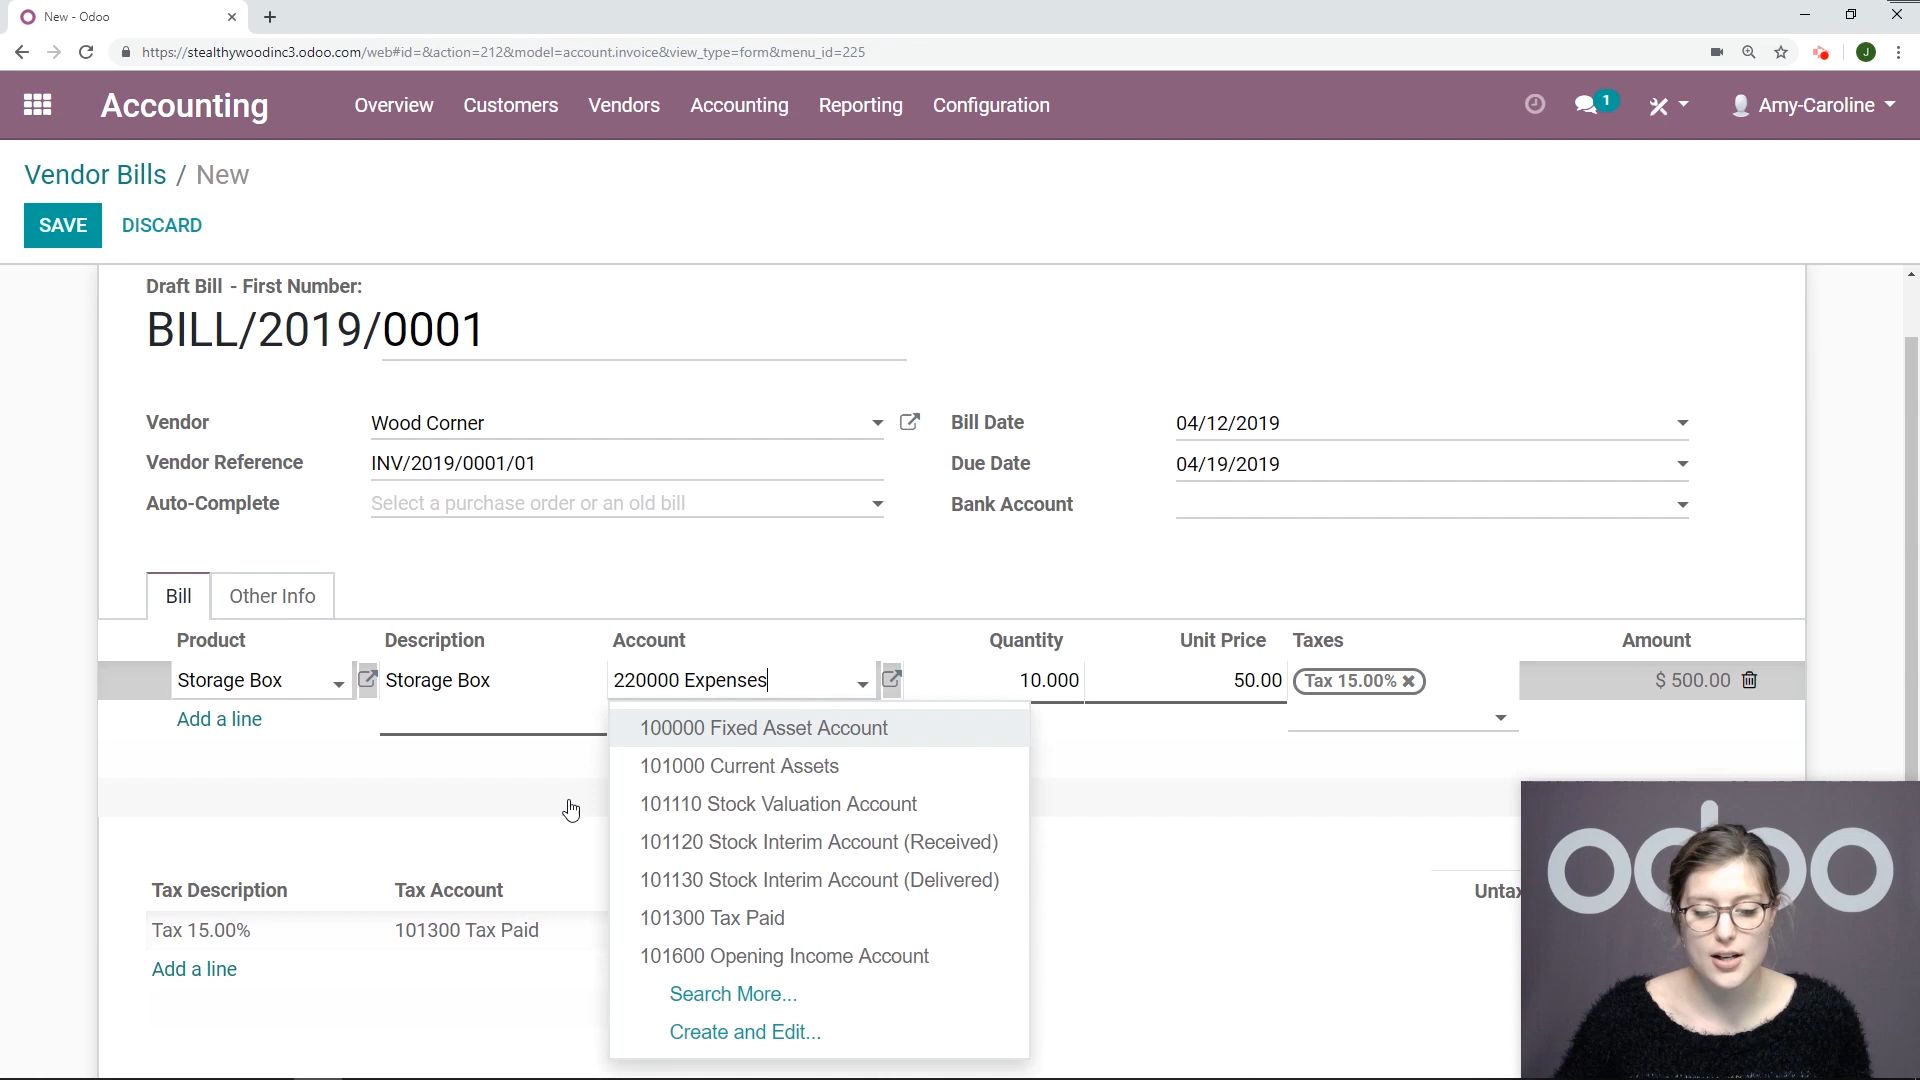 New - Odoo
https://stealthywoodinc3.odoo.com/web#id=&action=212&model=account.invoice&view_type=form&menu_id=225
J
Accounting Overview Customers Vendors Accounting Reporting Configuration 1 Amy-Caroline
Vendor Bills / New
SAVE DISCARD
Draft Bill - First Number:
BILL/2019/0001
Vendor Wood Corner Bill Date 04/12/2019
Vendor Reference INV/2019/0001/01 Due Date 04/19/2019
Auto-Complete Select a purchase order or an old bill Bank Account
Bill Other Info
Product Description Account Quantity Unit Price Taxes Amount
Storage Box Storage Box 220000 Expenses 10.000 50.00 Tax 15.00% $ 500.00
Add a line
100000 Fixed Asset Account
101000 Current Assets
101110 Stock Valuation Account
101120 Stock Interim Account (Received)
101130 Stock Interim Account (Delivered)
101300 Tax Paid
101600 Opening Income Account
Search More...
Create and Edit...
Tax Description Tax Account Untax
Tax 15.00% 101300 Tax Paid
Add a line
odoo